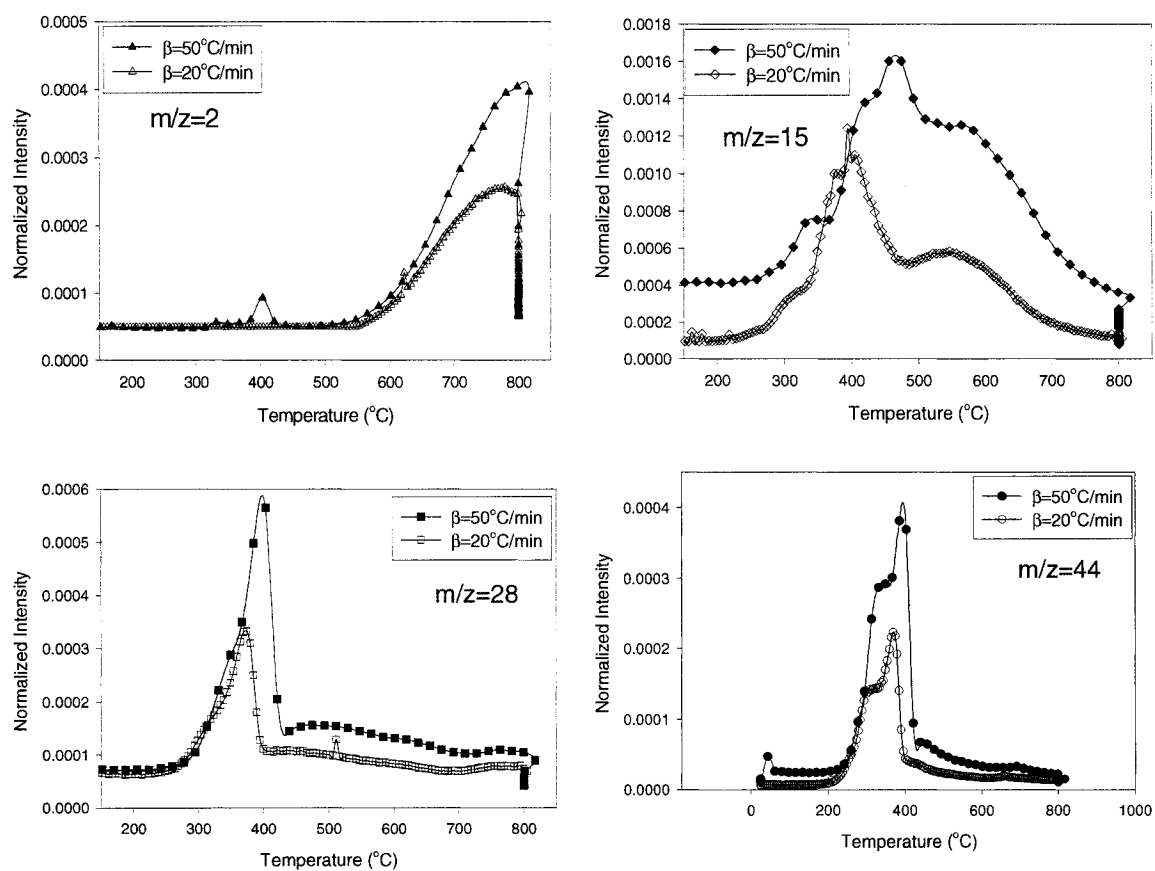 0.0005
β=50°C/min
β=20°C/min
0.0004
m/z=2
0.0003
0.0002
0.0001
0.0000
Normalized Intensity
200 300 400 500 600 700 800
Temperature (°C)
0.0018
β=50°C/min
0.0016
β=20°C/min
0.0014
m/z=15
0.0012
0.0010
0.0008
0.0006
0.0004
0.0002
0.0000
Normalized Intensity
200 300 400 500 600 700 800
Temperature (°C)
0.0006
β=50°C/min
β=20°C/min
0.0005
m/z=28
0.0004
0.0003
0.0002
0.0001
0.0000
Normalized Intensity
200 300 400 500 600 700 800
Temperature (°C)
β=50°C/min
0.0004
β=20°C/min
m/z=44
0.0003
0.0002
0.0001
0.0000
Normalized Intensity
0 200 400 600 800 1000
Temperature (°C)